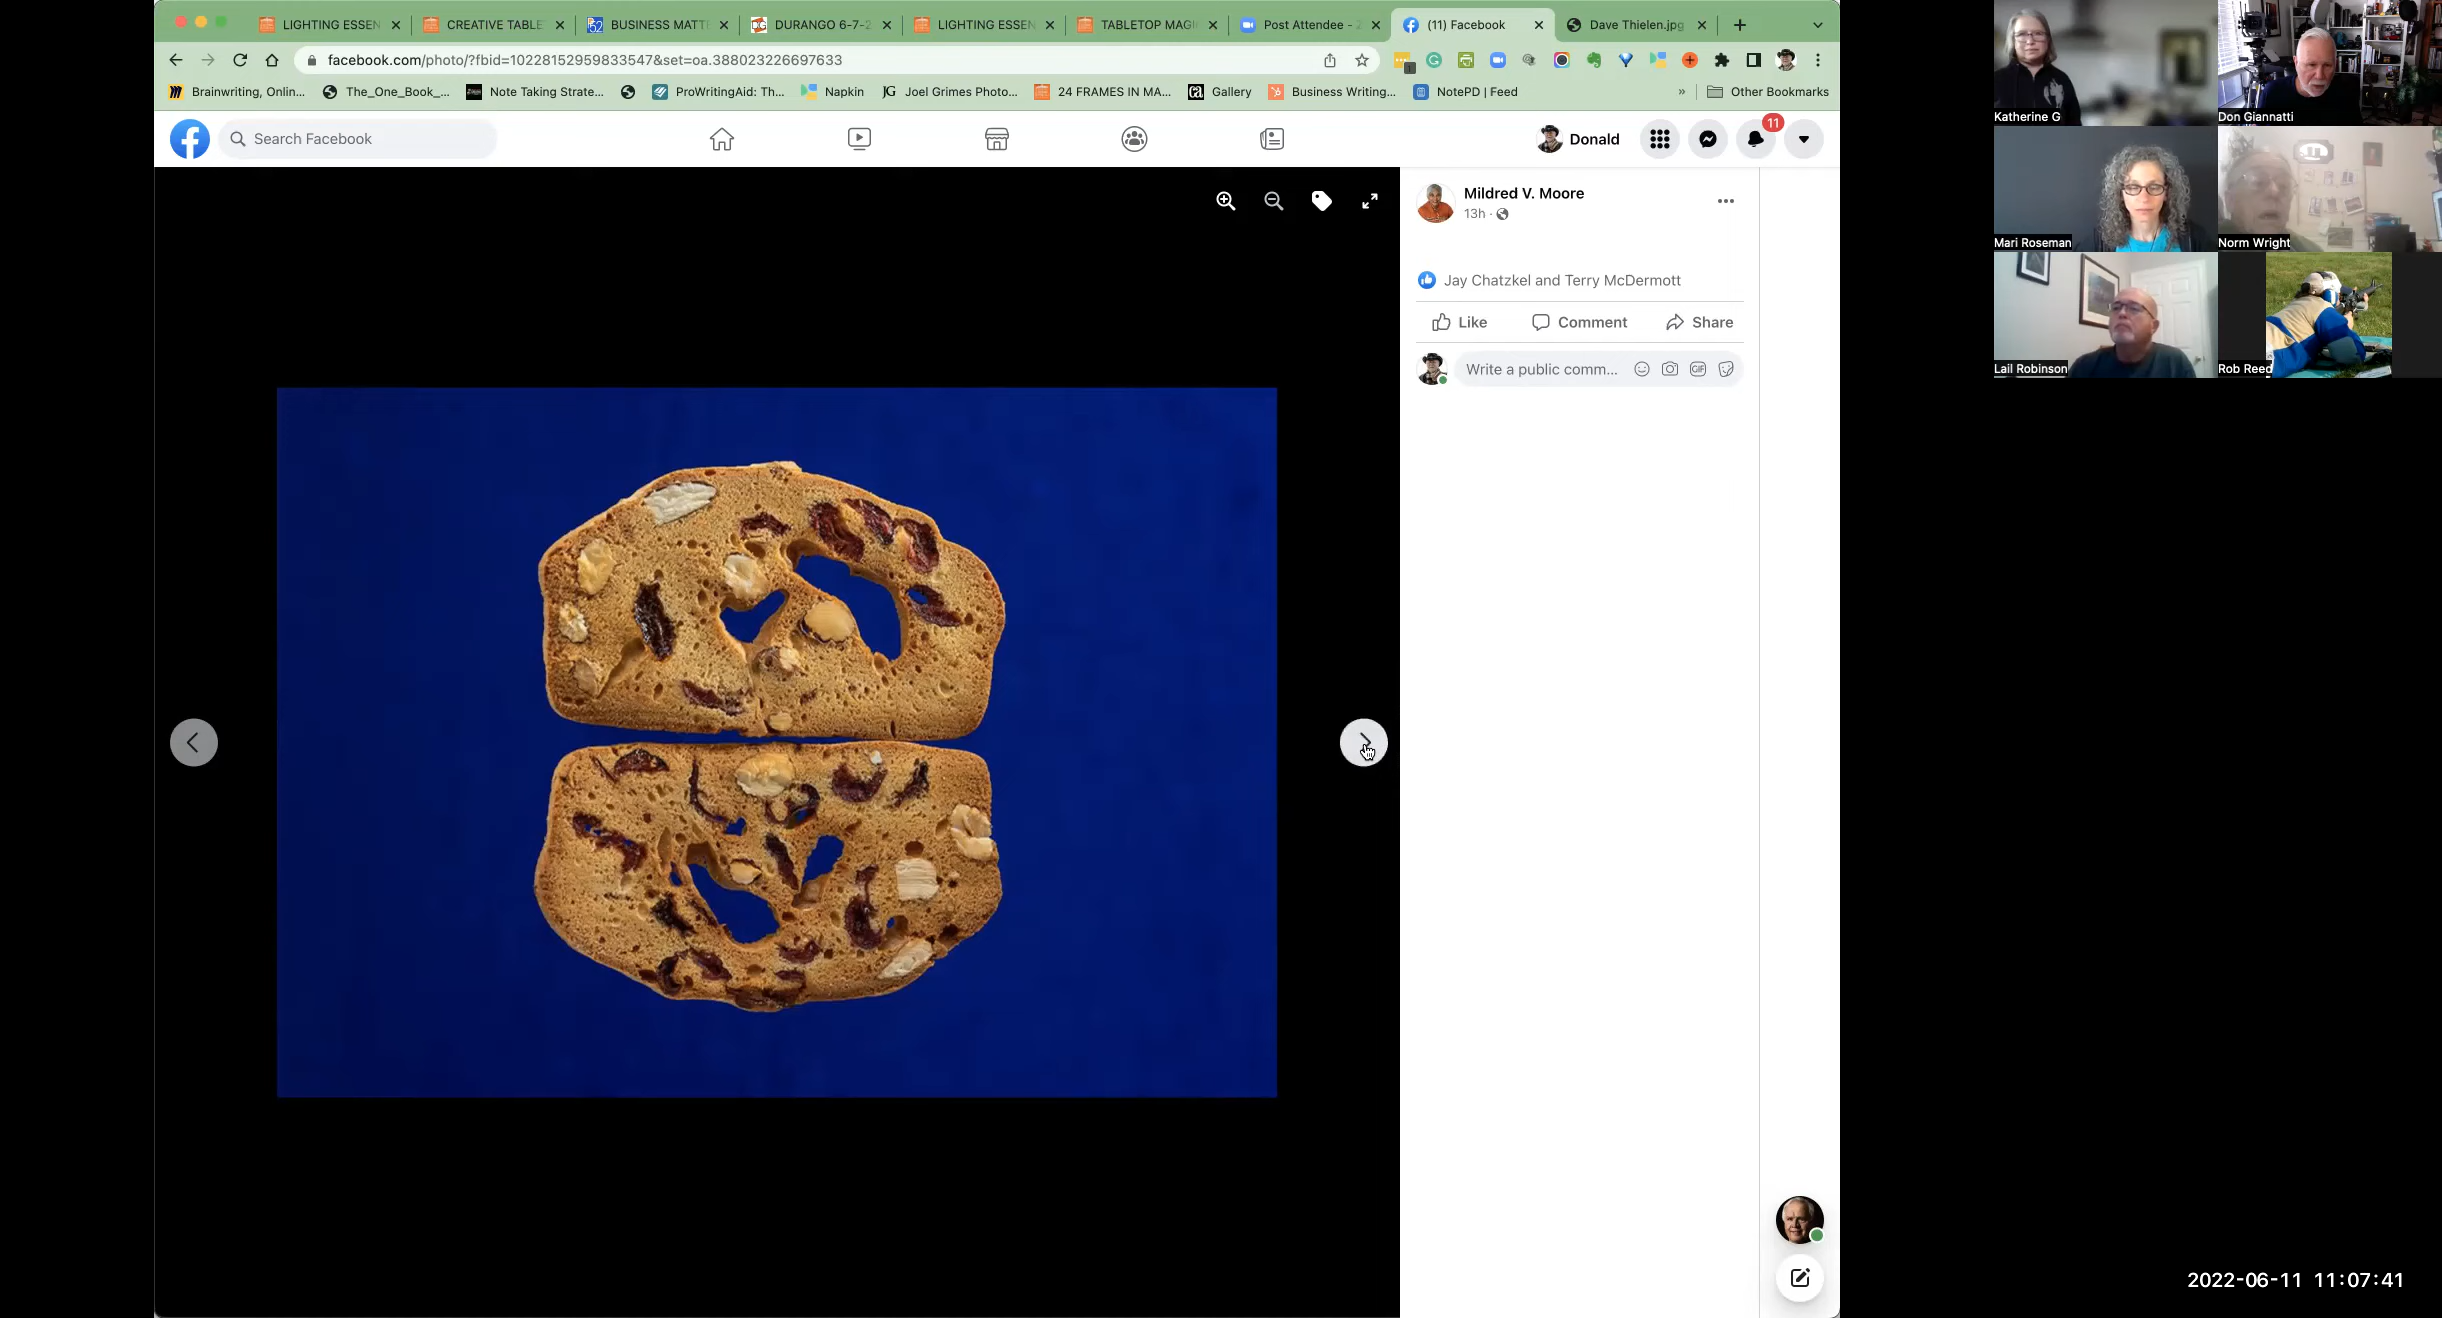 LIGHTING ESSEN
CREATIVE TABLE
BUSINESS MATT
DURANGO 6-7-2
LIGHTING ESSEN
TABLETOP MAGI
Post Attendee - Z
(11) Facebook
Dave Thielen.jpg
facebook.com/photo/?fbid=10228152959833547&set=oa.388023226697633
Brainwriting, Onlin...
The_One_Book_...
Note Taking Strate...
ProWritingAid: Th...
Napkin
JG Joel Grimes Photo...
24 FRAMES IN MA...
Gallery
Business Writing...
NotePD | Feed
»
Other Bookmarks
Search Facebook
Donald
11
Mildred V. Moore
13h ·
Jay Chatzkel and Terry McDermott
Like
Comment
Share
Write a public comm...
GIF
Katherine G
Don Giannatti
Mari Roseman
Norm Wright
Lail Robinson
Rob Reed
2022-06-11 11:07:41